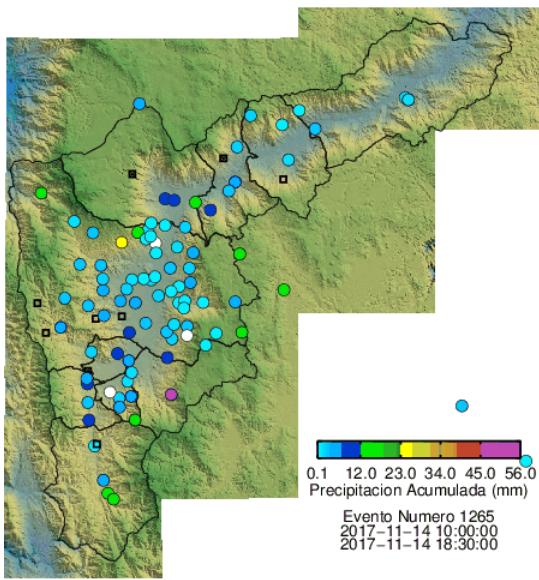 0.1 12.0 23.0 34.0 45.0 56.0
Precipitacion Acumulada (mm)
Evento Numero 1265
2017-11-14 10:00:00
2017-11-14 18:30:00